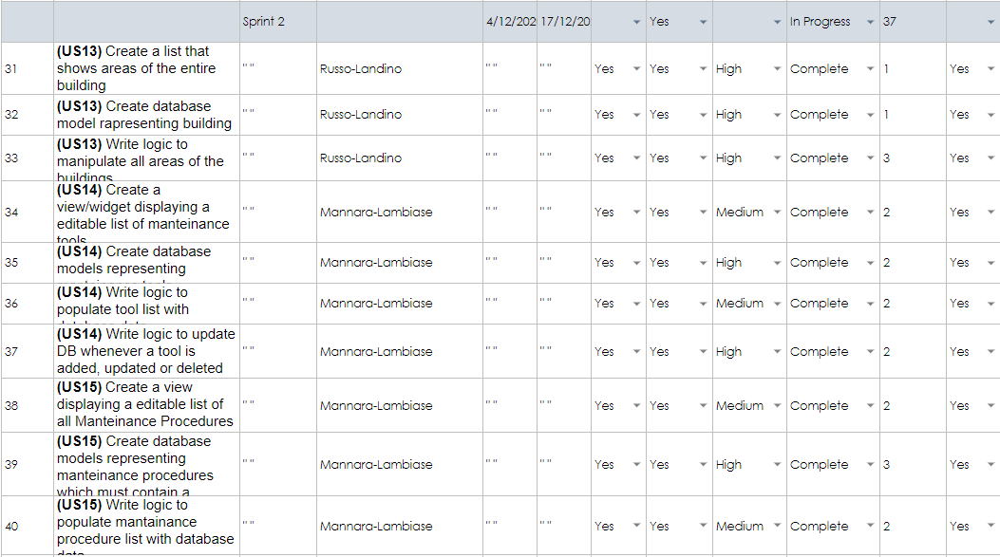 Sprint 2 4/12/202 17/12/20 Yes In Progress 37
31 (US13) Create a list that shows areas of the entire building " " Russo-Landino " " " " Yes Yes High Complete 1 Yes
32 (US13) Create database model rapresenting building " " Russo-Landino " " " " Yes Yes High Complete 1 Yes
33 (US13) Write logic to manipulate all areas of the buildings " " Russo-Landino " " " " Yes Yes High Complete 3 Yes
34 (US14) Create a view/widget displaying a editable list of manteinance tools " " Mannara-Lambiase " " " " Yes Yes Medium Complete 2 Yes
35 (US14) Create database models representing " " Mannara-Lambiase " " " " Yes Yes High Complete 2 Yes
36 (US14) Write logic to populate tool list with " " Mannara-Lambiase " " " " Yes Yes Medium Complete 2 Yes
37 (US14) Write logic to update DB whenever a tool is added, updated or deleted " " Mannara-Lambiase " " " " Yes Yes High Complete 2 Yes
38 (US15) Create a view displaying a editable list of all Manteinance Procedures " " Mannara-Lambiase " " " " Yes Yes Medium Complete 2 Yes
39 (US15) Create database models representing manteinance procedures which must contain a " " Mannara-Lambiase " " " " Yes Yes High Complete 3 Yes
40 (US15) Write logic to populate mantainance procedure list with database " " Mannara-Lambiase " " " " Yes Yes Medium Complete 2 Yes